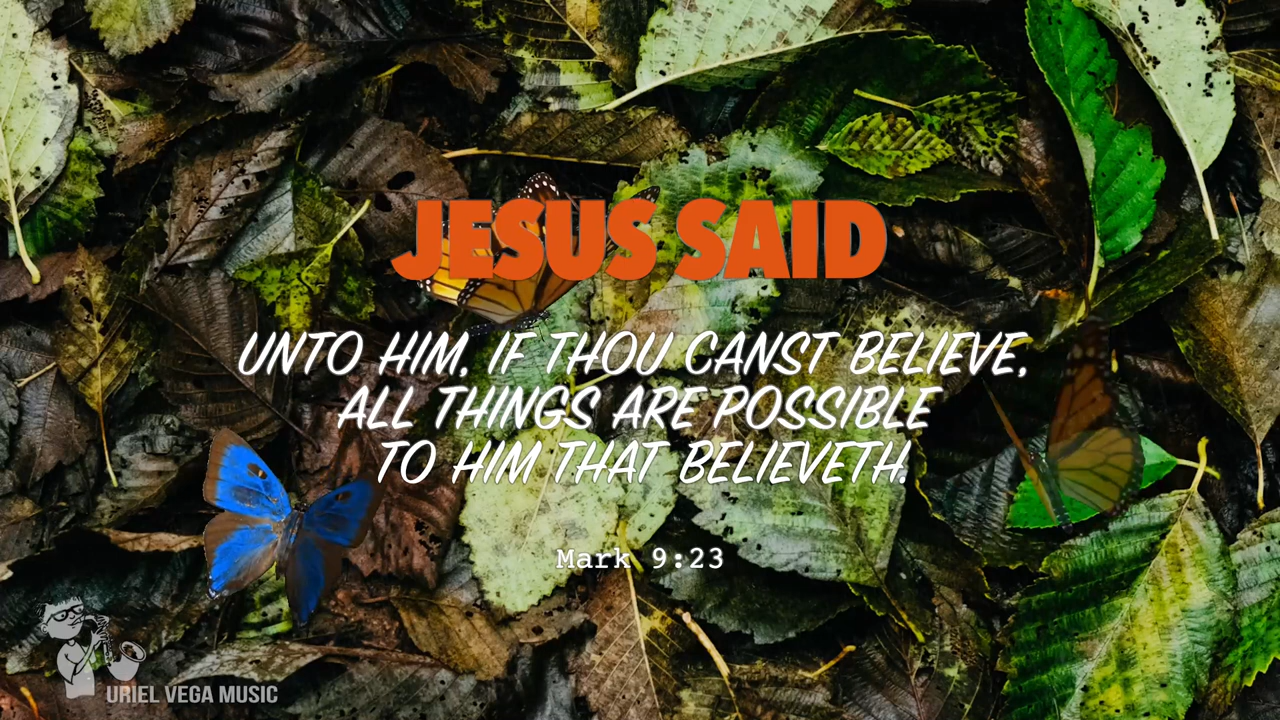 JESUS SAID
UNTO HIM, IF THOU CANST BELIEVE,
ALL THINGS ARE POSSIBLE
TO HIM THAT BELIEVETH.
Mark 9:23
URIEL VEGA MUSIC